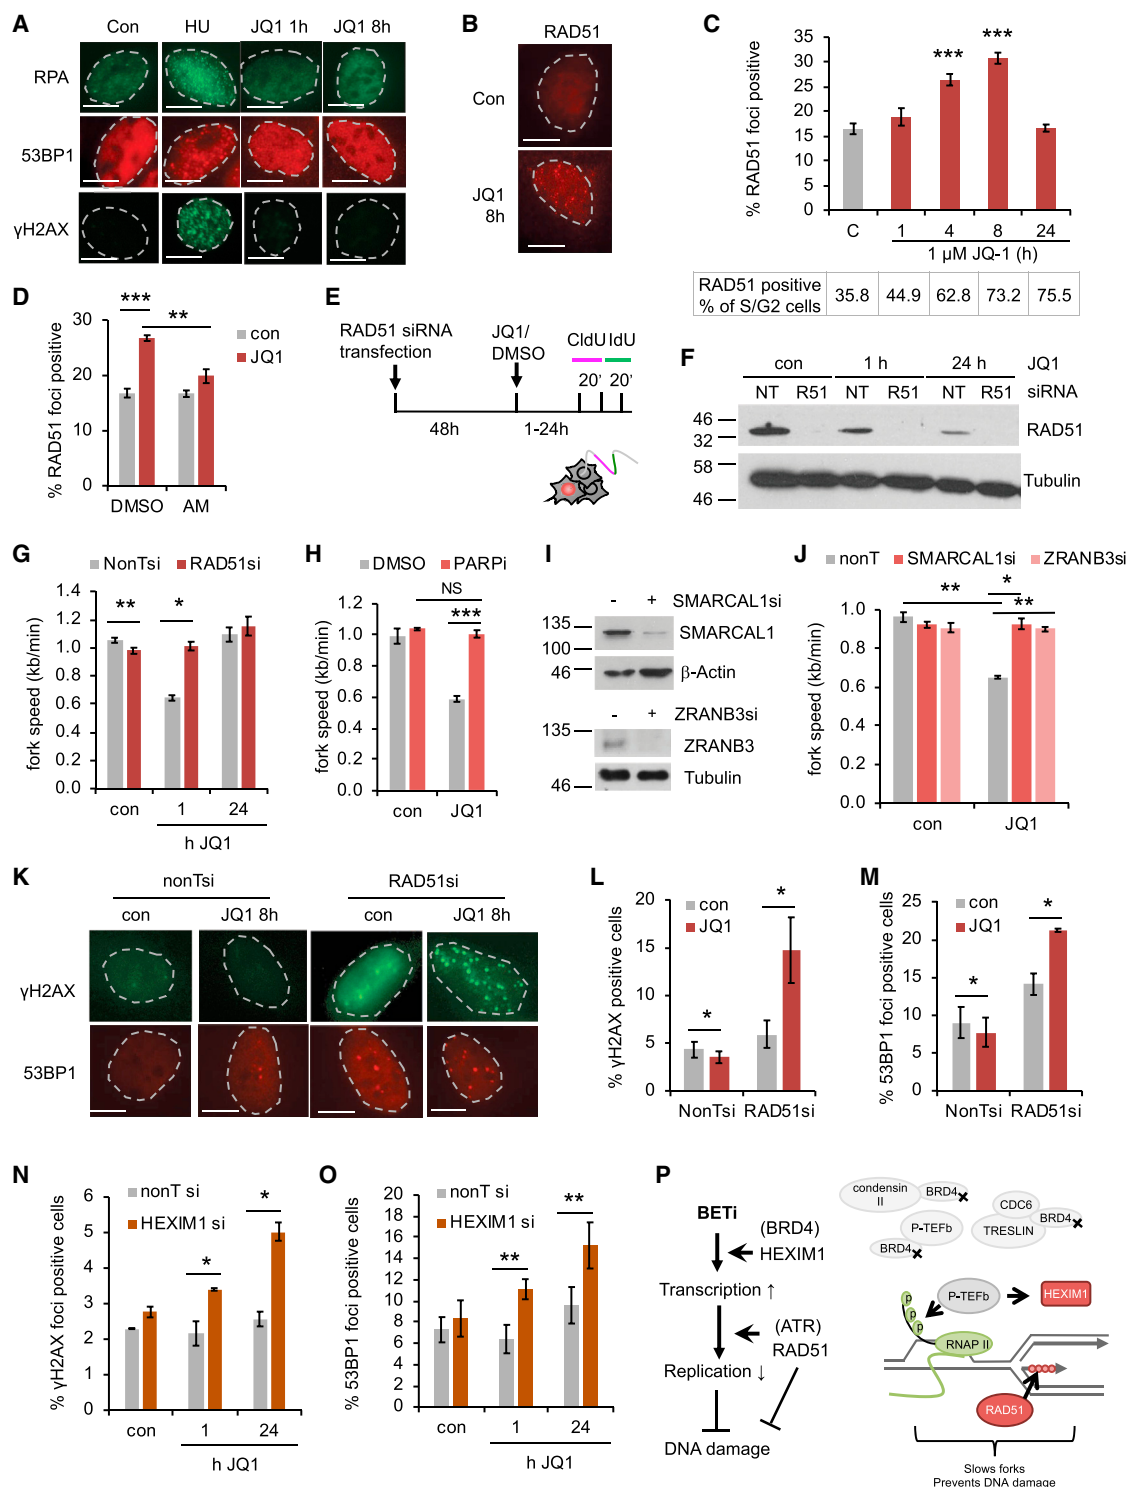 A
Con HU JQ1 1h JQ1 8h
RPA
53BP1
γH2AX
B
RAD51
Con
JQ1
8h
C
% RAD51 foci positive
35
30
25
20
15
10
5
0
*** ***
C 1 4 8 24
1 µM JQ-1 (h)
RAD51 positive
% of S/G2 cells
35.8 44.9 62.8 73.2 75.5
D
% RAD51 foci positive
30
20
10
0
*** **
con
JQ1
DMSO AM
E
RAD51 siRNA
transfection
JQ1/
DMSO
CldU IdU
20' 20'
48h 1-24h
F
con 1 h 24 h JQ1
NT R51 NT R51 NT R51 siRNA
46
32
RAD51
58
46
Tubulin
G
NonTsi RAD51si
fork speed (kb/min)
1.4
1.2
1.0
0.8
0.6
0.4
0.2
0.0
** *
con 1 24
h JQ1
H
DMSO PARPi
fork speed (kb/min)
1.2
1.0
0.8
0.6
0.4
0.2
0.0
NS
***
con JQ1
I
- + SMARCAL1si
135
100
SMARCAL1
46
β-Actin
- + ZRANB3si
135
ZRANB3
46
Tubulin
J
nonT SMARCAL1si ZRANB3si
fork speed (kb/min)
1.0
0.8
0.6
0.4
0.2
0.0
** *
**
con JQ1
K
nonTsi RAD51si
con JQ1 8h con JQ1 8h
γH2AX
53BP1
L
% γH2AX positive cells
20
15
10
5
0
con
JQ1
* *
NonTsi RAD51si
M
% 53BP1 foci positive cells
25
20
15
10
5
0
con
JQ1
* *
NonTsi RAD51si
N
% γH2AX foci positive cells
6
5
4
3
2
1
0
nonT si
HEXIM1 si
* *
con 1 24
h JQ1
O
% 53BP1 foci positive cells
20
18
16
14
12
10
8
6
4
2
0
nonT si
HEXIM1 si
** **
con 1 24
h JQ1
P
BETi
(BRD4)
HEXIM1
Transcription ↑
(ATR)
RAD51
Replication ↓
DNA damage
condensin
II
BRD4
P-TEFb
BRD4
CDC6
TRESLIN
BRD4
P-TEFb
HEXIM1
p
p
p
RNAP II
RAD51
Slows forks
Prevents DNA damage